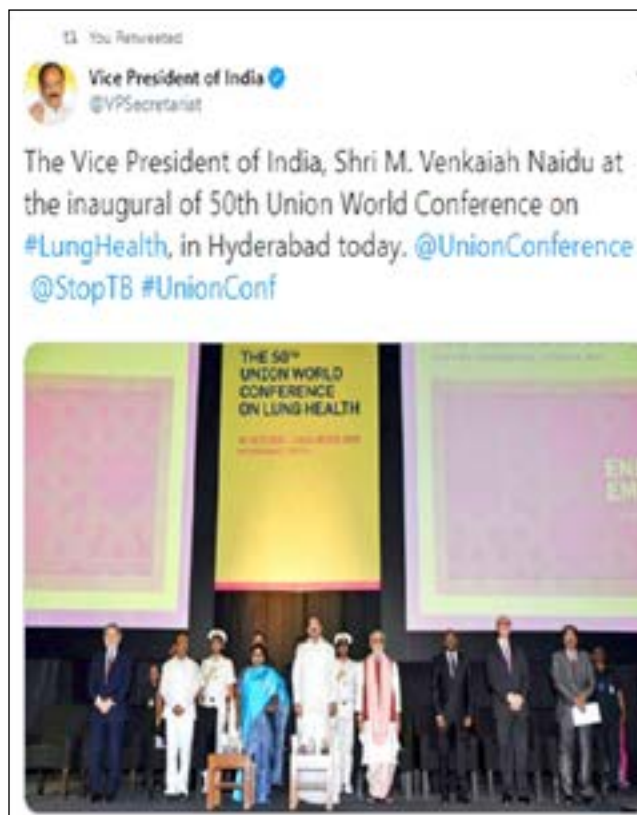 You Retweeted
Vice President of India
@VPSecretariat
The Vice President of India, Shri M. Venkaiah Naidu at
the inaugural of 50th Union World Conference on
#LungHealth, in Hyderabad today. @UnionConference
@StopTB #UnionConf
THE 50TH
UNION WORLD
CONFERENCE
ON LUNG HEALTH